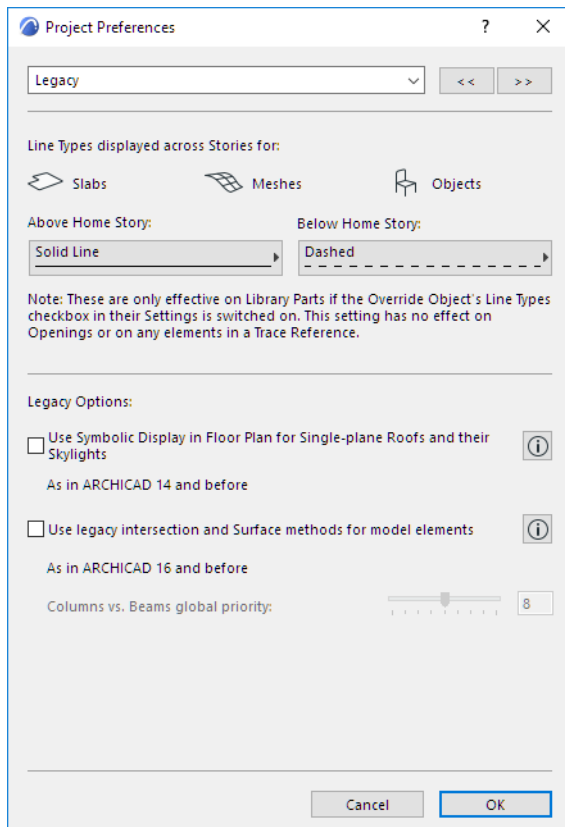 Project Preferences
?
Legacy
<<
>>
Line Types displayed across Stories for:
Slabs
Meshes
Objects
Above Home Story:
Below Home Story:
Solid Line
Dashed
Note: These are only effective on Library Parts if the Override Object's Line Types
checkbox in their Settings is switched on. This setting has no effect on
Openings or on any elements in a Trace Reference.
Legacy Options:
Use Symbolic Display in Floor Plan for Single-plane Roofs and their
Skylights
As in ARCHICAD 14 and before
Use legacy intersection and Surface methods for model elements
As in ARCHICAD 16 and before
Columns vs. Beams global priority:
8
Cancel
OK